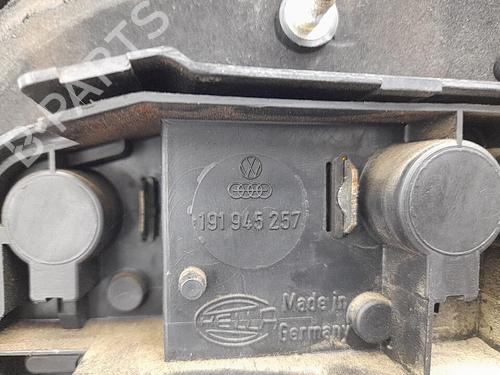 PARTS
191 945 257
HELLA
Made in
Germany